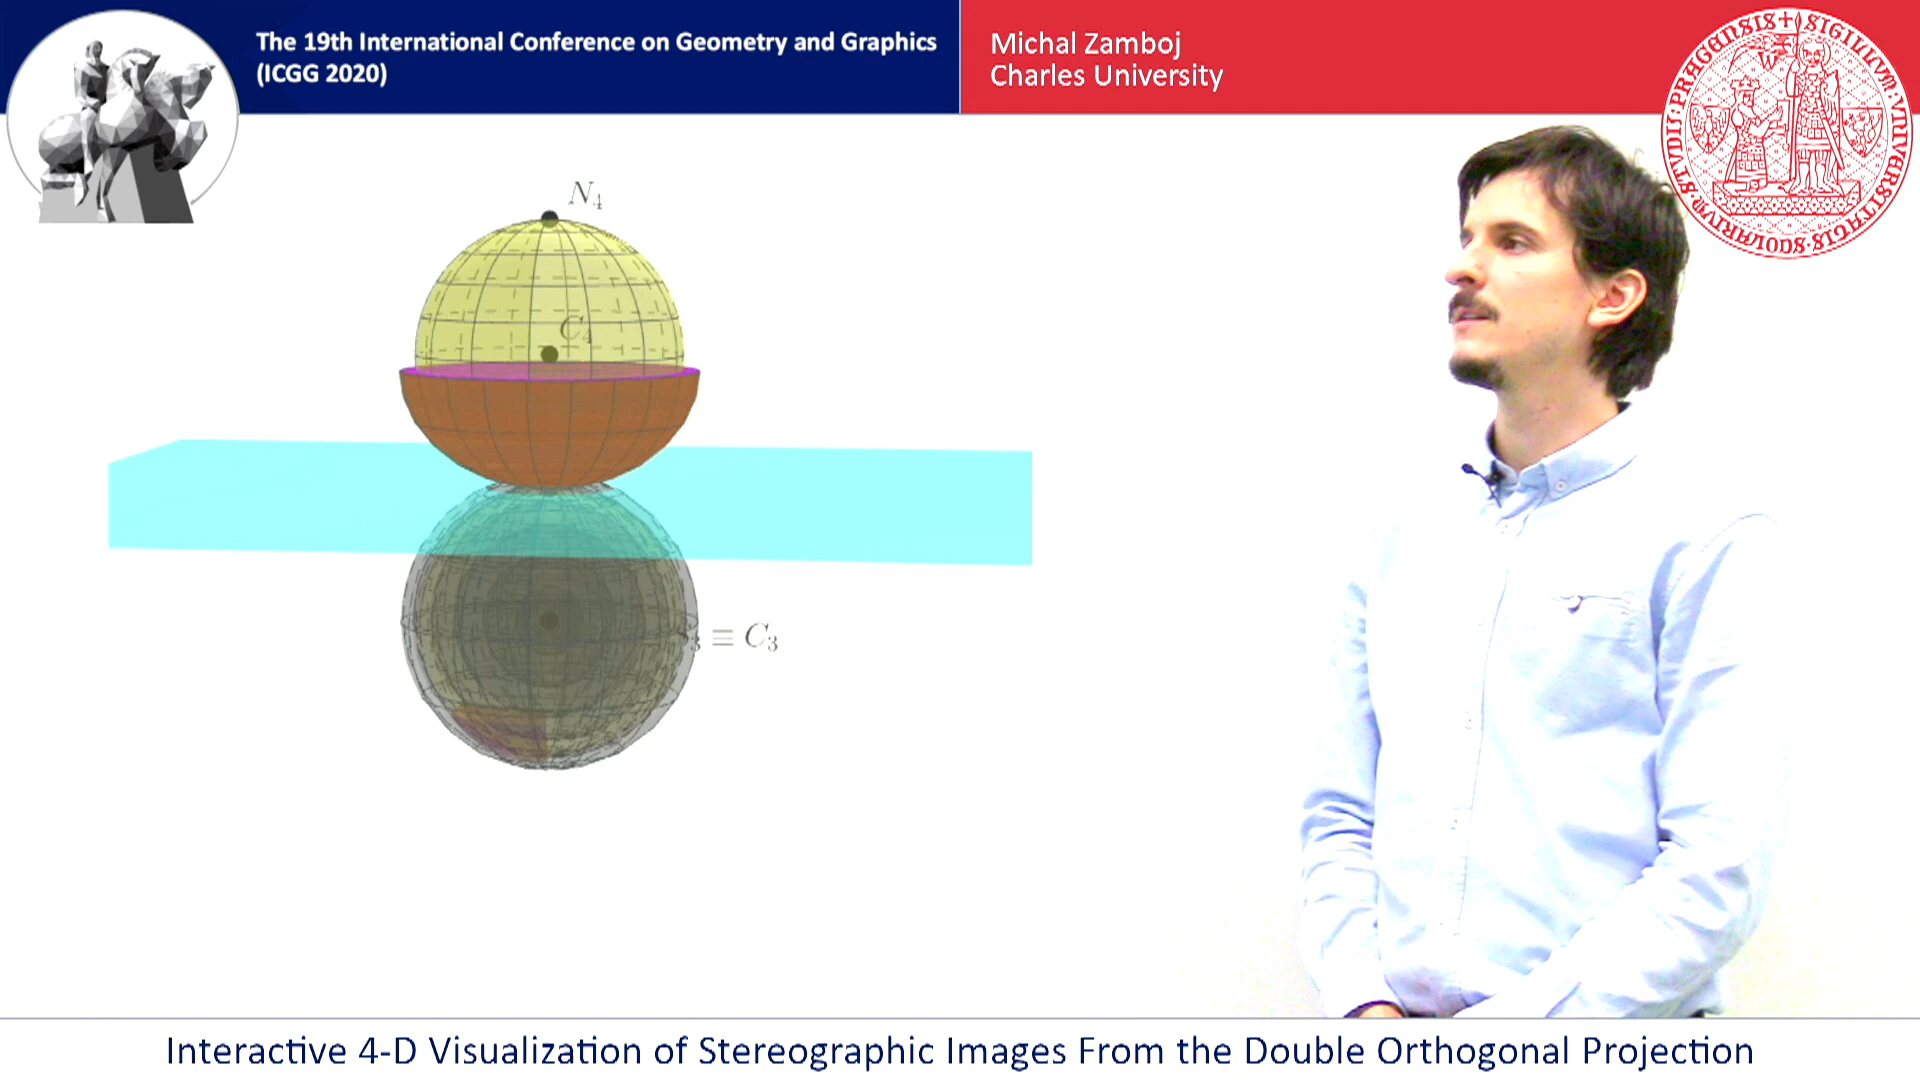 The 19th International Conference on Geometry and Graphics
(ICGG 2020)
Michal Zamboj
Charles University
N₄
C₄
≡ C₃
Interactive 4-D Visualization of Stereographic Images From the Double Orthogonal Projection